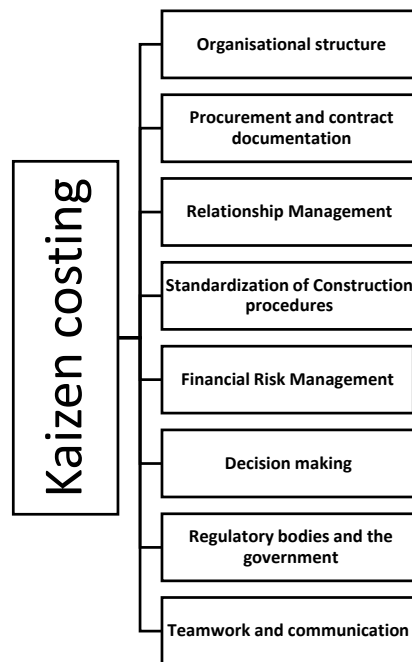 Kaizen costing
Organisational structure
Procurement and contract
documentation
Relationship Management
Standardization of Construction
procedures
Financial Risk Management
Decision making
Regulatory bodies and the
government
Teamwork and communication